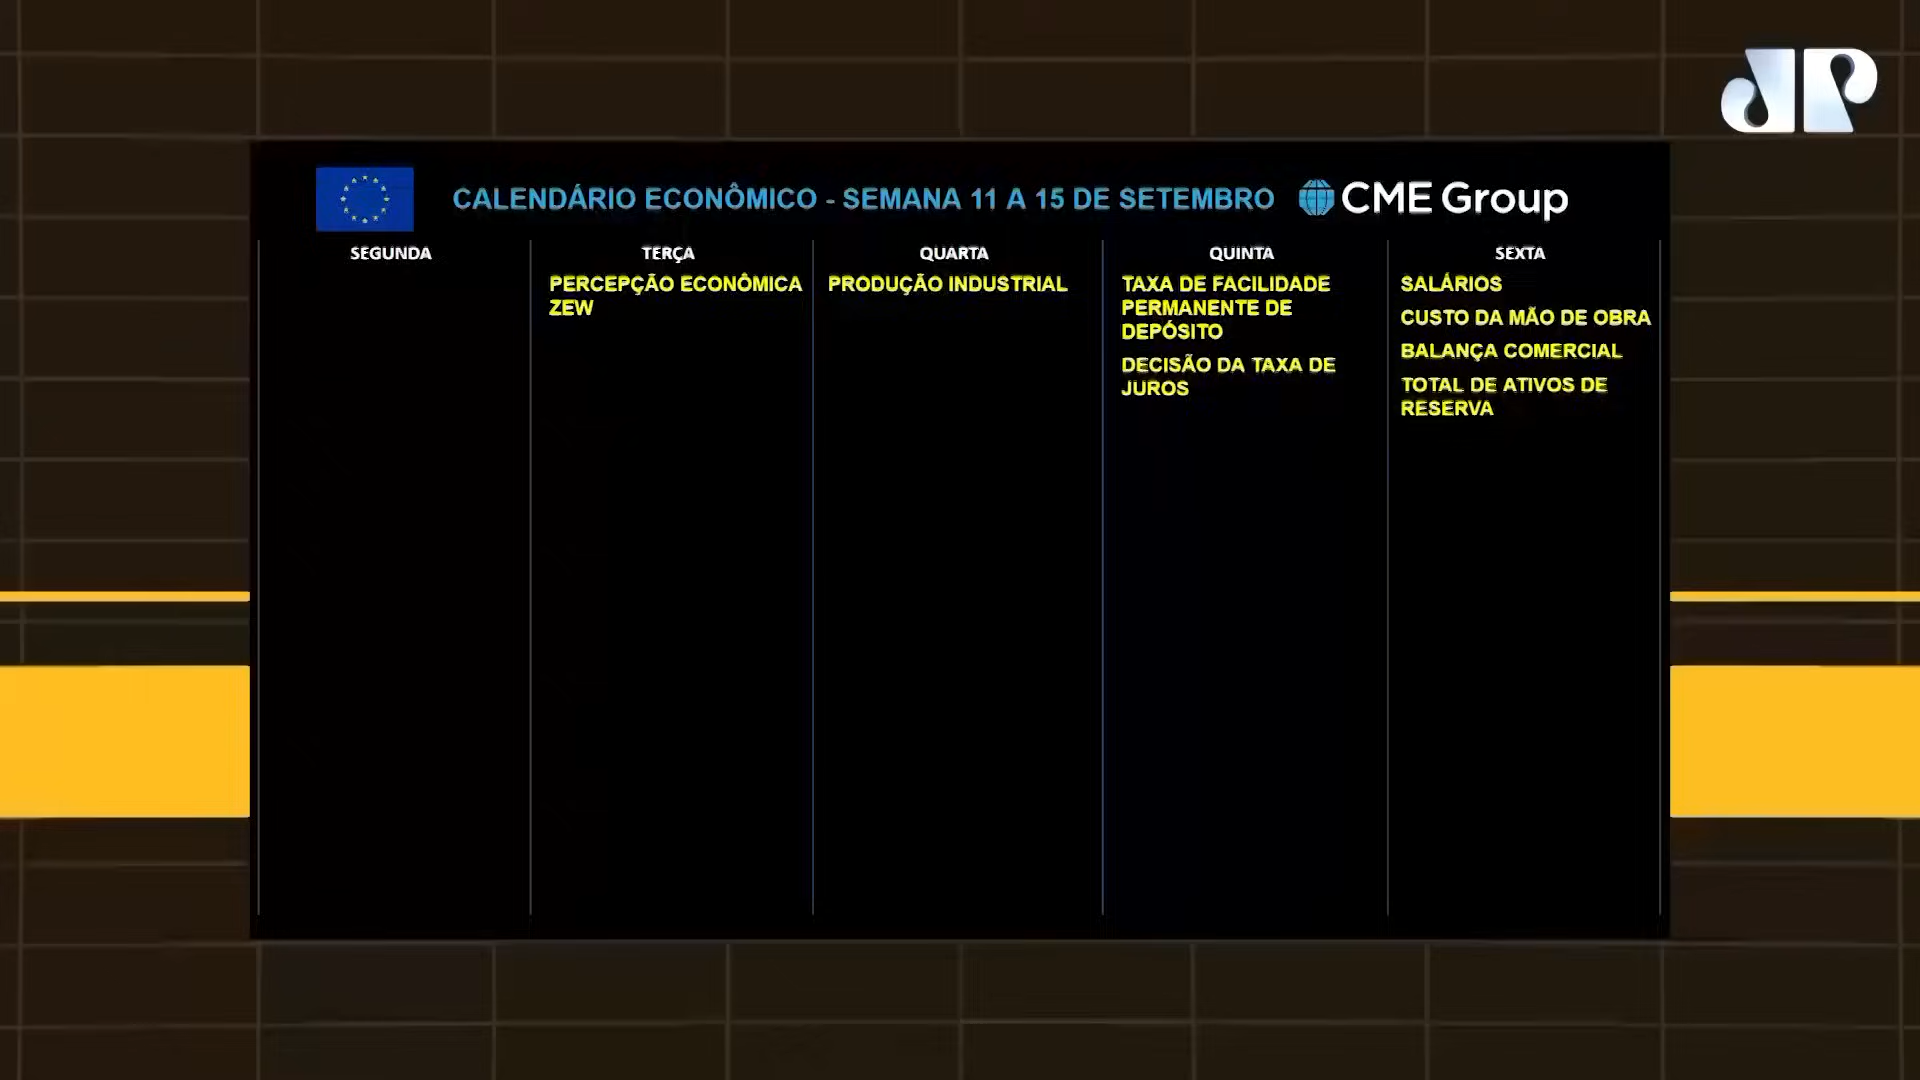 JP
CALENDÁRIO ECONÔMICO - SEMANA 11 A 15 DE SETEMBRO
CME Group
SEGUNDA
TERÇA
PERCEPÇÃO ECONÔMICA
ZEW
QUARTA
PRODUÇÃO INDUSTRIAL
QUINTA
TAXA DE FACILIDADE
PERMANENTE DE
DEPÓSITO
DECISÃO DA TAXA DE
JUROS
SEXTA
SALÁRIOS
CUSTO DA MÃO DE OBRA
BALANÇA COMERCIAL
TOTAL DE ATIVOS DE
RESERVA